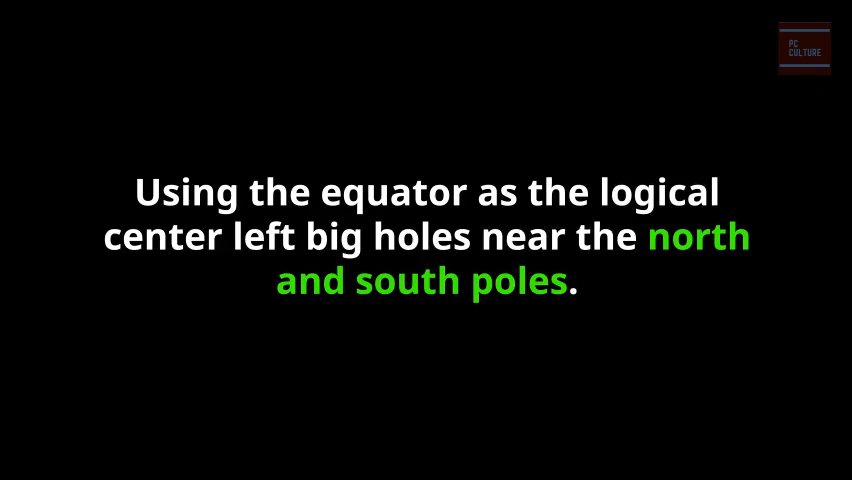 PC
CULTURE
Using the equator as the logical
center left big holes near the north
and south poles.